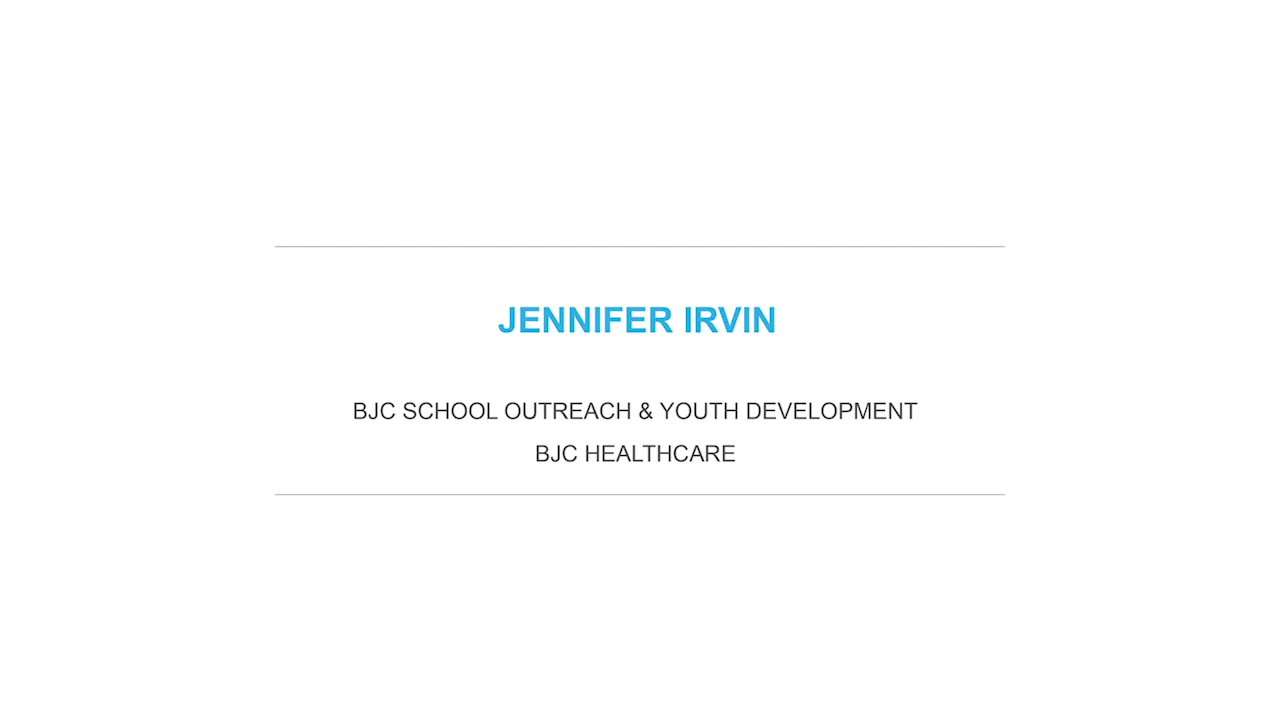 JENNIFER IRVIN
BJC SCHOOL OUTREACH & YOUTH DEVELOPMENT
BJC HEALTHCARE